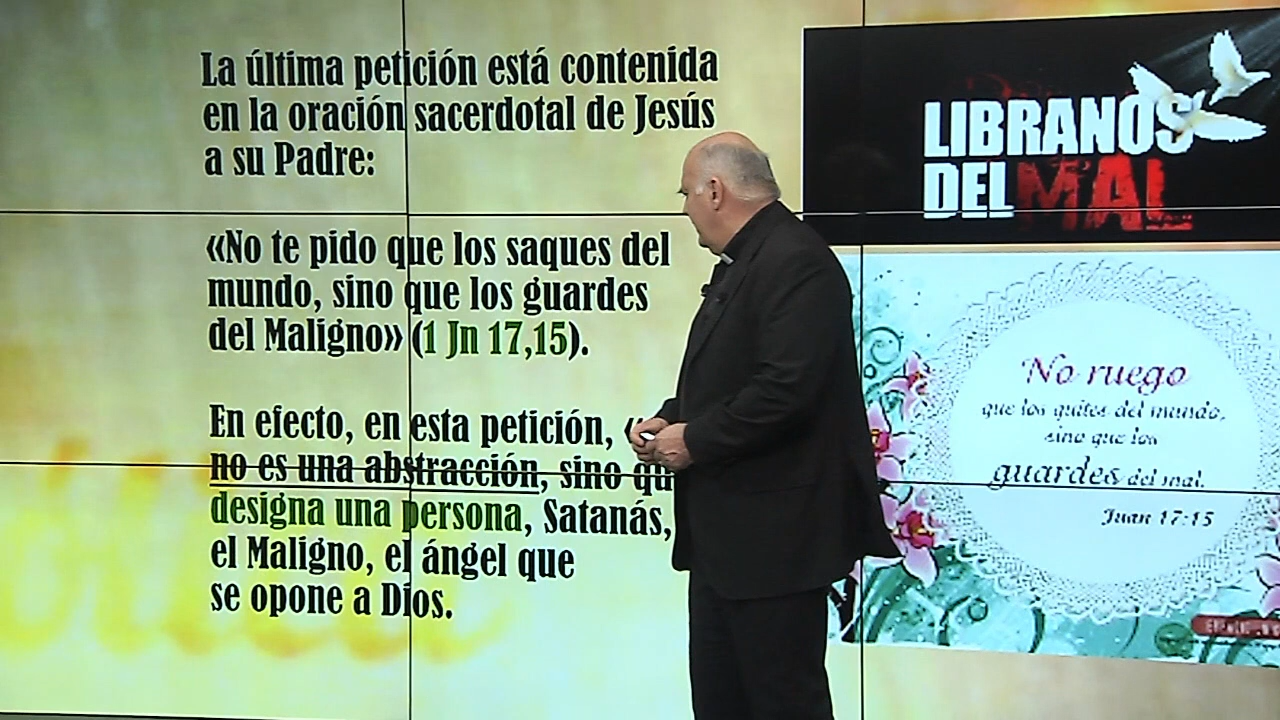 La última petición está contenida
en la oración sacerdotal de Jesús
a su Padre:
«No te pido que los saques del
mundo, sino que los guardes
del Maligno» (1 Jn 17,15).
En efecto, en esta petición,
no es una abstracción, sino
designa una persona, Satanás,
el Maligno, el ángel que
se opone a Dios.
LIBRANOS
DEL MAL
No ruego
que los quites del mundo,
sino que los
guardes del mal.
Juan 17:15